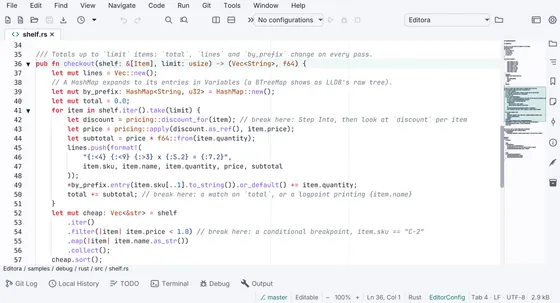 Pub File Edit View Navigate Code Run Git Tools Window Help
No configurations
Editora
shelf.rs
34
35 /// Totals up to `limit` items; `total`, `lines` and `by_prefix` change on every pass.
36 pub fn checkout(shelf: &[Item], limit: usize) -> (Vec<String>, f64) {
37 let mut lines = Vec::new();
38 // A HashMap expands to its entries in Variables (a BTreeMap shows as LLDB's raw tree).
39 let mut by_prefix: HashMap<String, u32> = HashMap::new();
40 let mut total = 0.0;
41 for item in shelf.iter().take(limit) {
42 let discount = pricing::discount_for(item); // break here: Step Into, then look at `discount` per item
43 let price = pricing::apply(discount.as_ref(), item.price);
44 let subtotal = price * f64::from(item.quantity);
45 lines.push(format!(
46 "{:<4} {:<9} {:>3} x {:5.2} = {:7.2}",
47 item.sku, item.name, item.quantity, price, subtotal
48 ));
49 *by_prefix.entry(item.sku[..1].to_string()).or_default() += item.quantity;
50 total += subtotal; // break here: a watch on `total`, or a logpoint printing {item.name}
51 }
52 let mut cheap: Vec<&str> = shelf
53 .iter()
54 .filter(|item| item.price < 1.0) // break here: a conditional breakpoint, item.sku == "C-2"
55 .map(|item| item.name.as_str())
56 .collect();
57 cheap.sort();
Editora / samples / debug / rust / src / shelf.rs
Git Log Local History TODO Terminal Debug Output
master Editable − 100% + Ln 36, Col 1 Rust EditorConfig Tab 4 · LF · UTF-8 2.9 kB